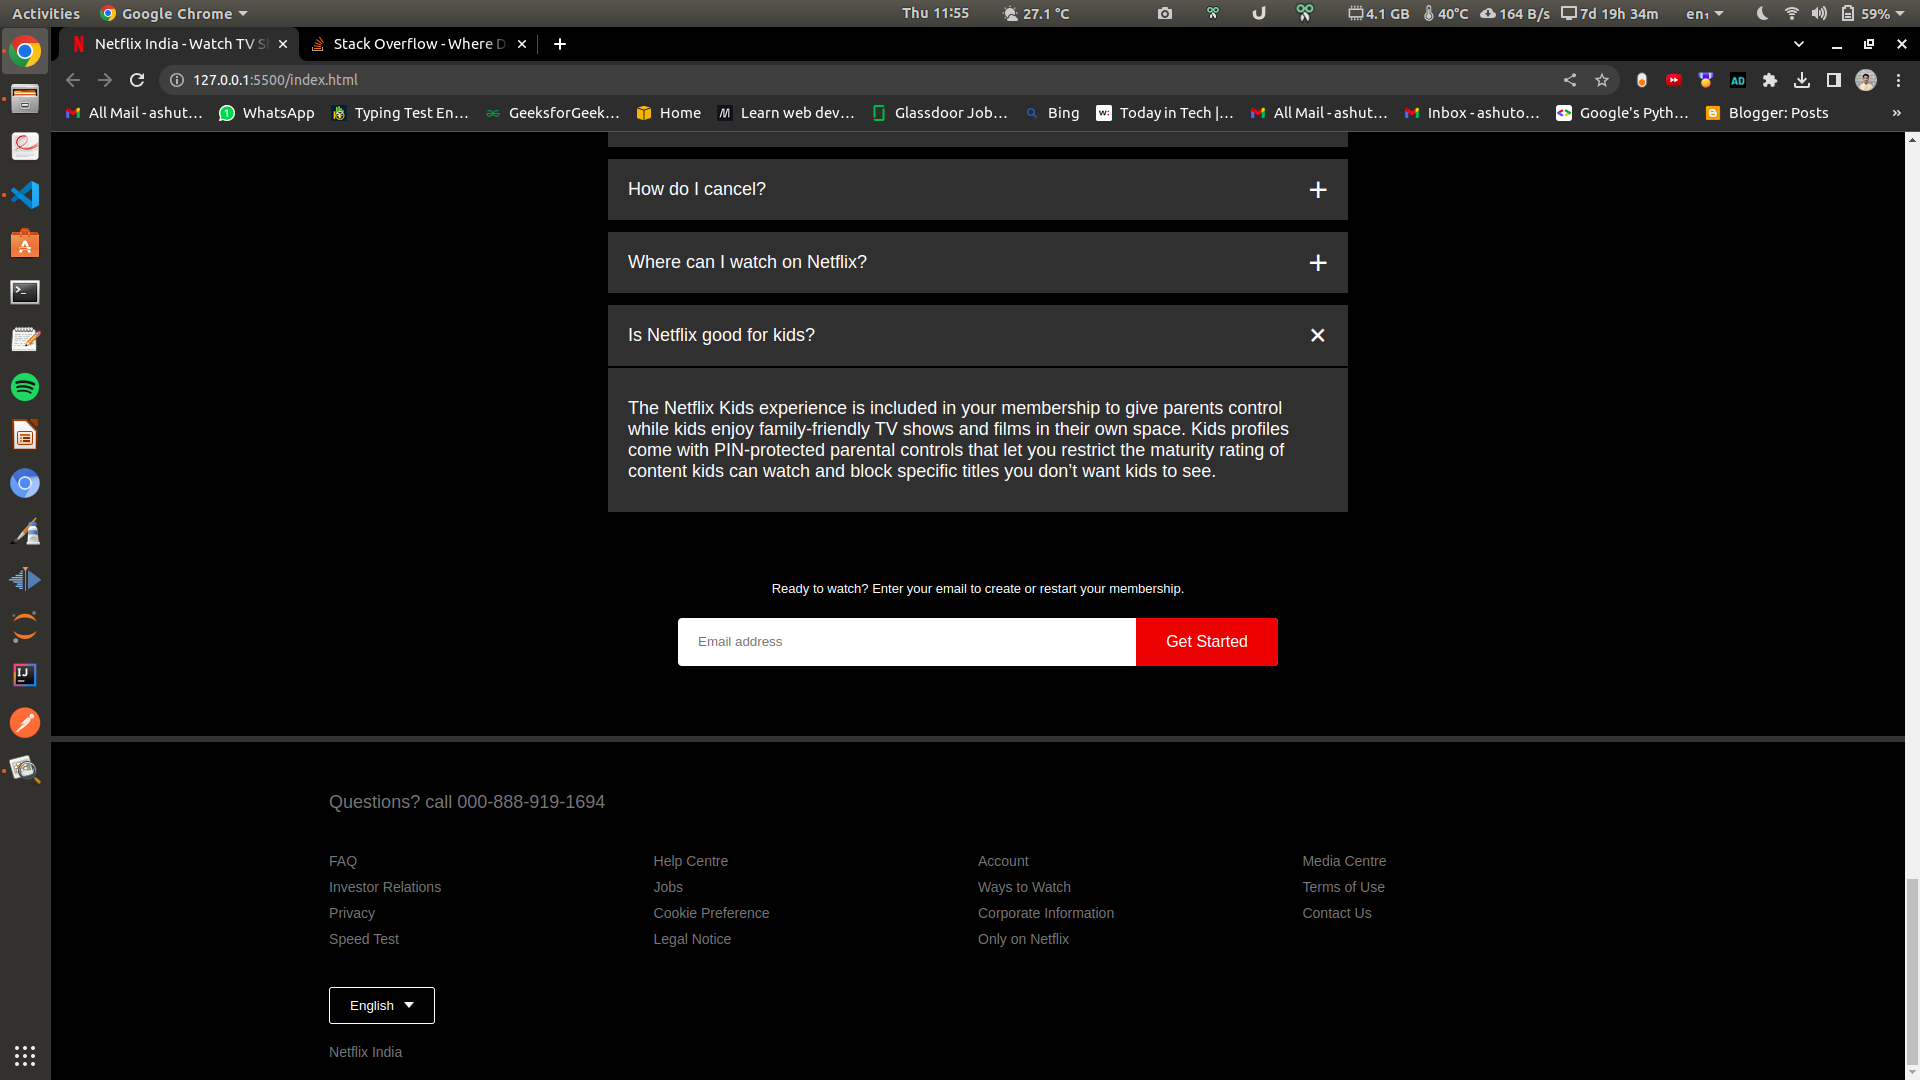 Activities Google Chrome Thu 11:55 27.1 °C 4.1 GB 40°C 164 B/s 7d 19h 34m en₁ 59%
Netflix India - Watch TV Sh Stack Overflow - Where D
127.0.0.1:5500/index.html
All Mail - ashut… WhatsApp Typing Test En… GeeksforGeek… Home Learn web dev… Glassdoor Job… Bing Today in Tech |… All Mail - ashut… Inbox - ashuto… Google's Pyth… Blogger: Posts »
How do I cancel?
Where can I watch on Netflix?
Is Netflix good for kids?
The Netflix Kids experience is included in your membership to give parents control
while kids enjoy family-friendly TV shows and films in their own space. Kids profiles
come with PIN-protected parental controls that let you restrict the maturity rating of
content kids can watch and block specific titles you don't want kids to see.
Ready to watch? Enter your email to create or restart your membership.
Email address Get Started
Questions? call 000-888-919-1694
FAQ Help Centre Account Media Centre
Investor Relations Jobs Ways to Watch Terms of Use
Privacy Cookie Preference Corporate Information Contact Us
Speed Test Legal Notice Only on Netflix
English
Netflix India